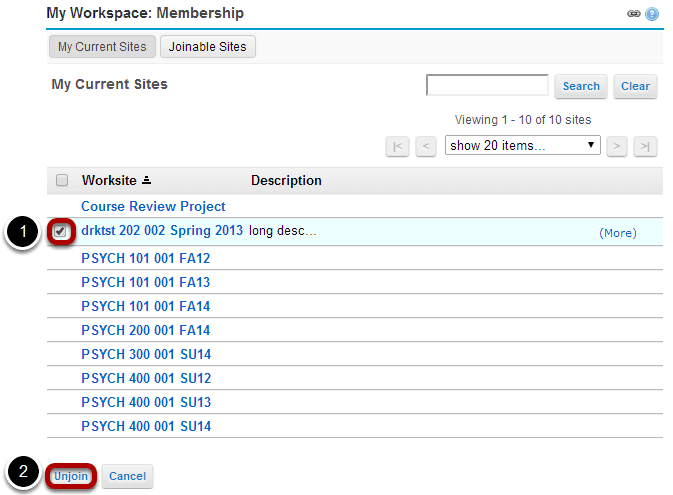 My Workspace: Membership
My Current Sites Joinable Sites
My Current Sites
Search Clear
Viewing 1 - 10 of 10 sites
|< < show 20 items... > >|
Worksite Description
Course Review Project
1 drktst 202 002 Spring 2013 long desc... (More)
PSYCH 101 001 FA12
PSYCH 101 001 FA13
PSYCH 101 001 FA14
PSYCH 200 001 FA14
PSYCH 300 001 SU14
PSYCH 400 001 SU12
PSYCH 400 001 SU13
PSYCH 400 001 SU14
2 Unjoin Cancel